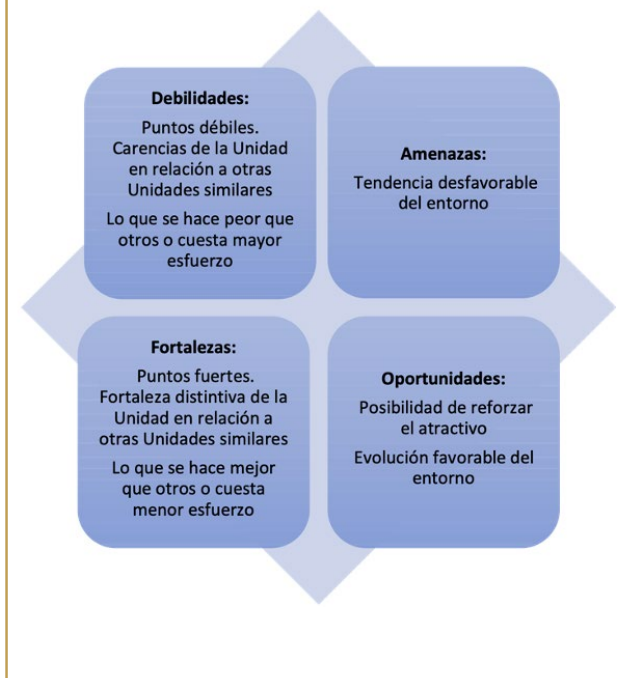 Debilidades:
Puntos débiles.
Carencias de la Unidad
en relación a otras
Unidades similares
Lo que se hace peor que
otros o cuesta mayor
esfuerzo
Amenazas:
Tendencia desfavorable
del entorno
Fortalezas:
Puntos fuertes.
Fortaleza distintiva de la
Unidad en relación a
otras Unidades similares
Lo que se hace mejor
que otros o cuesta
menor esfuerzo
Oportunidades:
Posibilidad de reforzar
el atractivo
Evolución favorable del
entorno